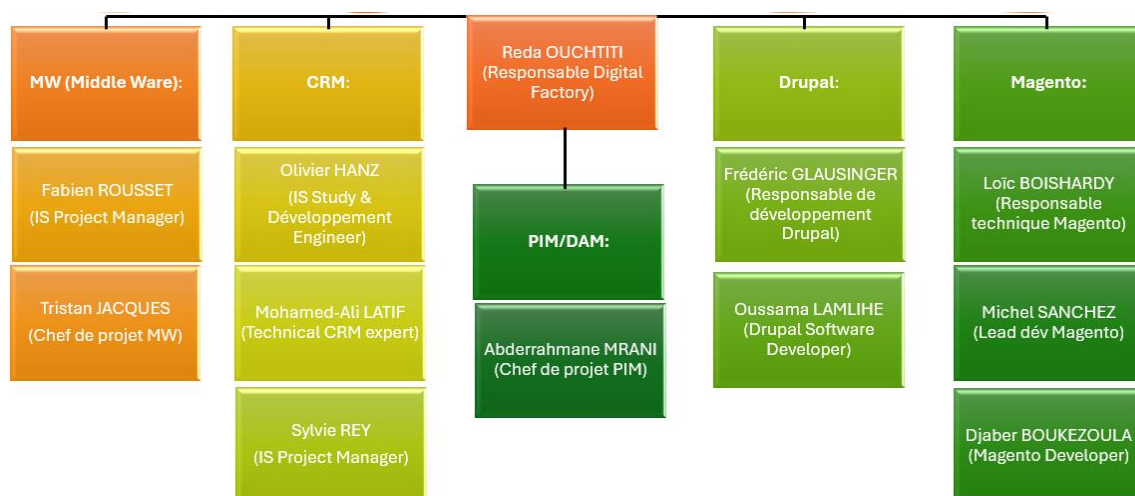 MW (Middle Ware):
Fabien ROUSSET
(IS Project Manager)
Tristan JACQUES
(Chef de projet MW)
CRM:
Olivier HANZ
(IS Study &
Développement
Engineer)
Mohamed-Ali LATIF
(Technical CRM expert)
Sylvie REY
(IS Project Manager)
Reda OUCHTITI
(Responsable Digital
Factory)
PIM/DAM:
Abderrahmane MRANI
(Chef de projet PIM)
Drupal:
Frédéric GLAUSINGER
(Responsable de
développement
Drupal)
Oussama LAMLIHE
(Drupal Software
Developer)
Magento:
Loïc BOISHARDY
(Responsable
technique Magento)
Michel SANCHEZ
(Lead dév Magento)
Djaber BOUKEZOULA
(Magento Developer)